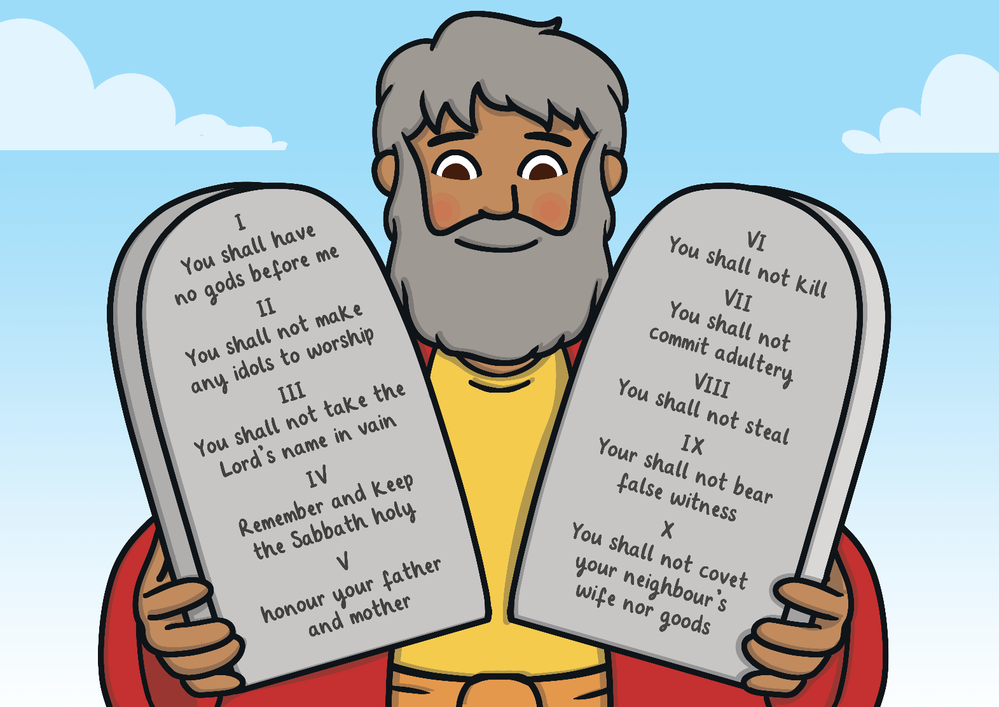 I
You shall have
no gods before me
II
You shall not make
any idols to worship
III
You shall not take the
Lord's name in vain
IV
Remember and keep
the Sabbath holy
V
honour your father
and mother
VI
You shall not kill
VII
You shall not
commit adultery
VIII
You shall not steal
IX
Your shall not bear
false witness
X
You shall not covet
your neighbour's
wife nor goods